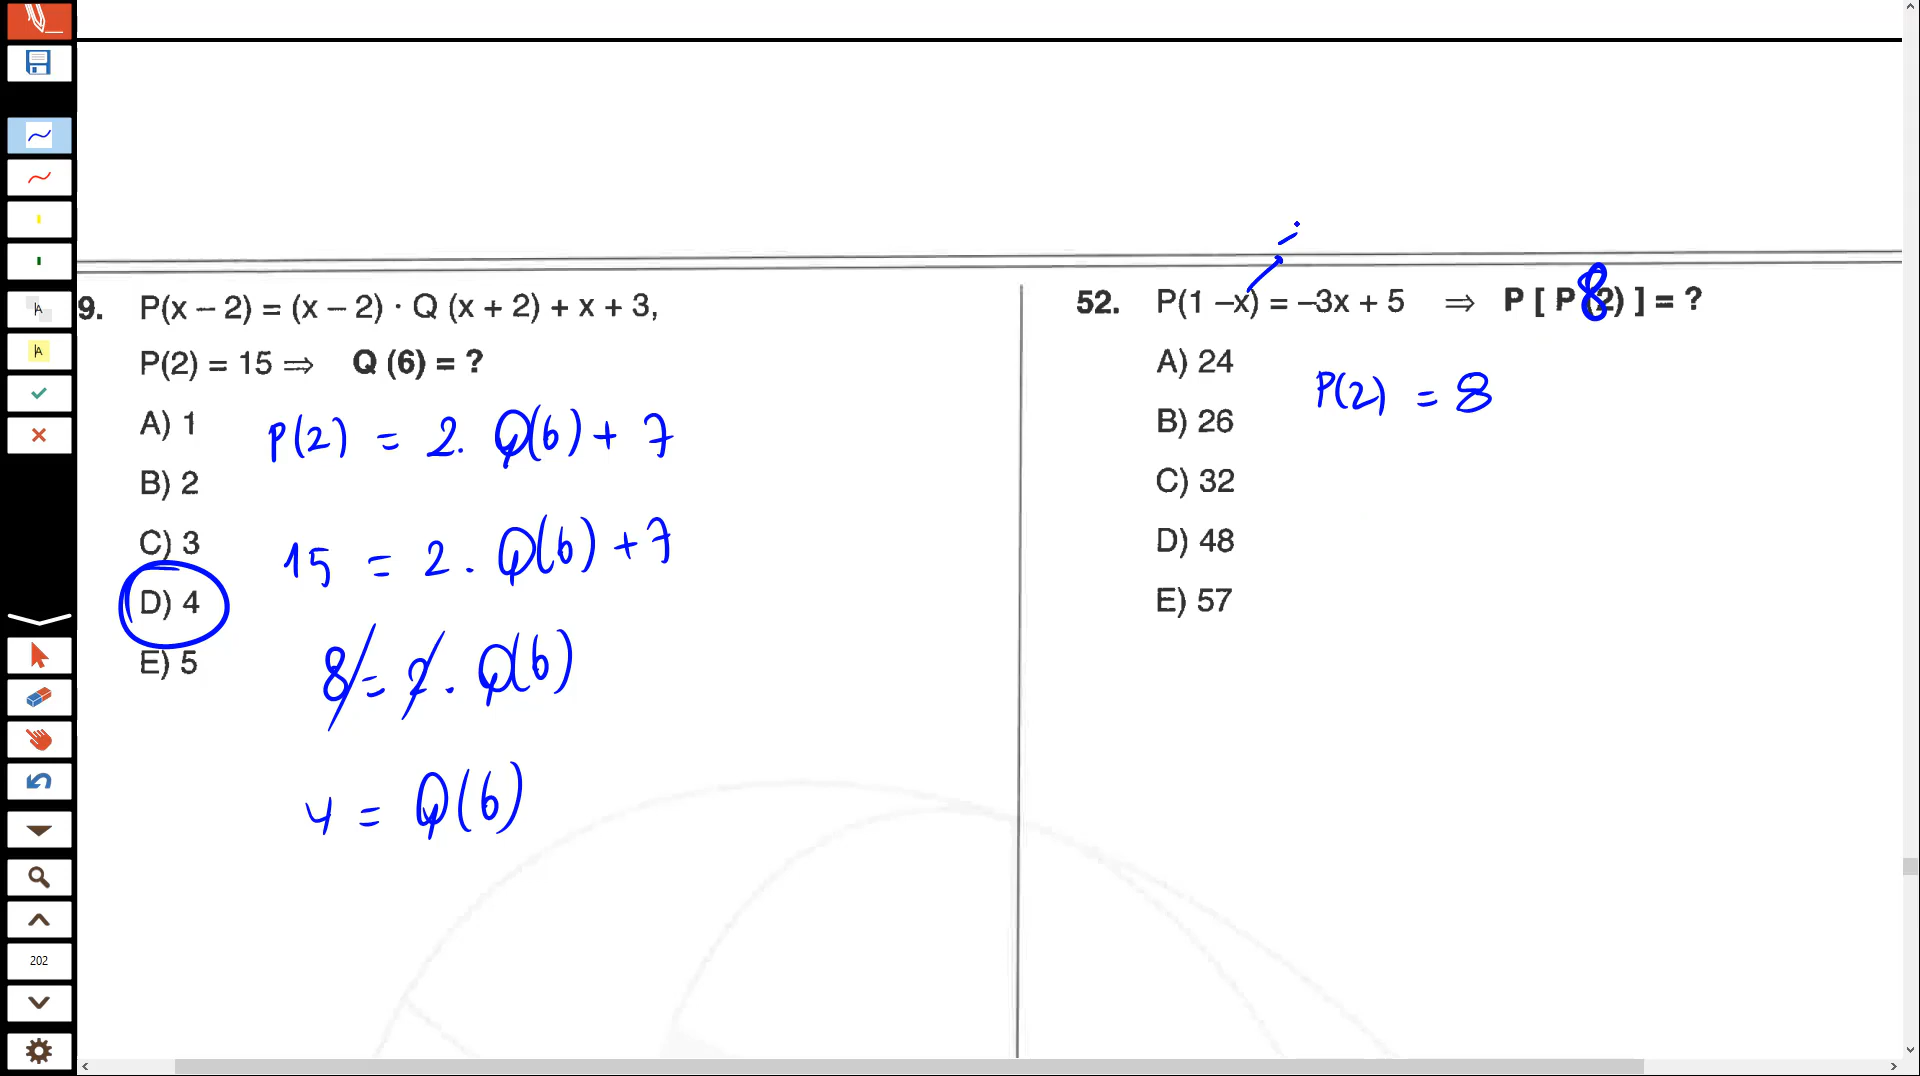 9. P(x – 2) = (x – 2) · Q (x + 2) + x + 3,
P(2) = 15 ⇒ Q (6) = ?
A) 1
B) 2
C) 3
D) 4
E) 5
P(2) = 2. Q(6) + 7
15 = 2 . Q(6) + 7
8 = 2 . Q(6)
4 = Q(6)
52. P(1 –x) = –3x + 5 ⇒ P [ P (2) ] = ?
8
A) 24
B) 26
C) 32
D) 48
E) 57
P(2) = 8
202